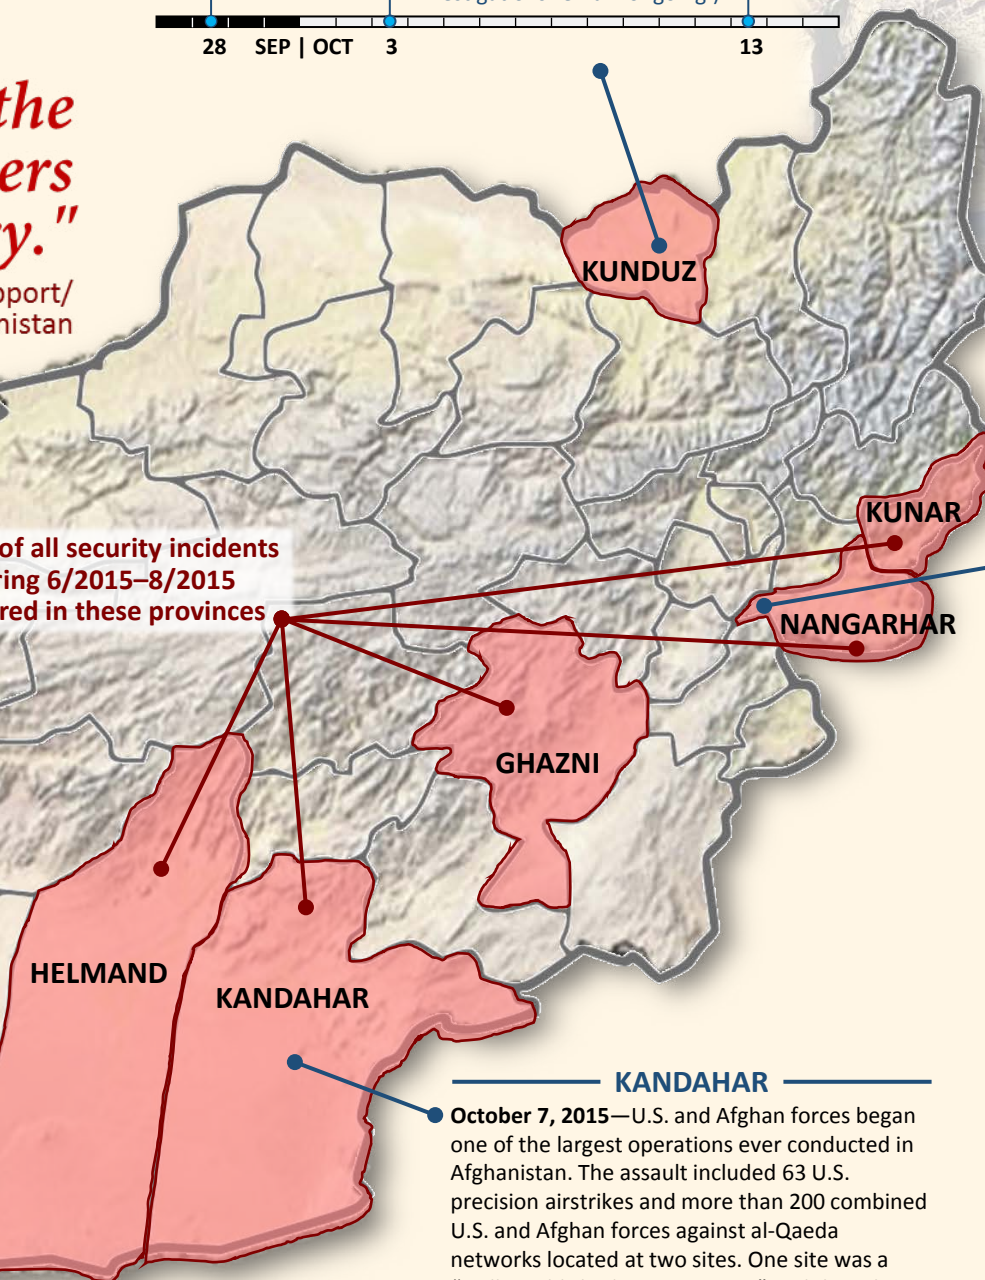 28 SEP | OCT 3 13
the
ers
y."
pport/
nistan
KUNDUZ
KUNAR
of all security incidents
ring 6/2015–8/2015
red in these provinces
NANGARHAR
GHAZNI
HELMAND
KANDAHAR
KANDAHAR
October 7, 2015—U.S. and Afghan forces began
one of the largest operations ever conducted in
Afghanistan. The assault included 63 U.S.
precision airstrikes and more than 200 combined
U.S. and Afghan forces against al-Qaeda
networks located at two sites. One site was a